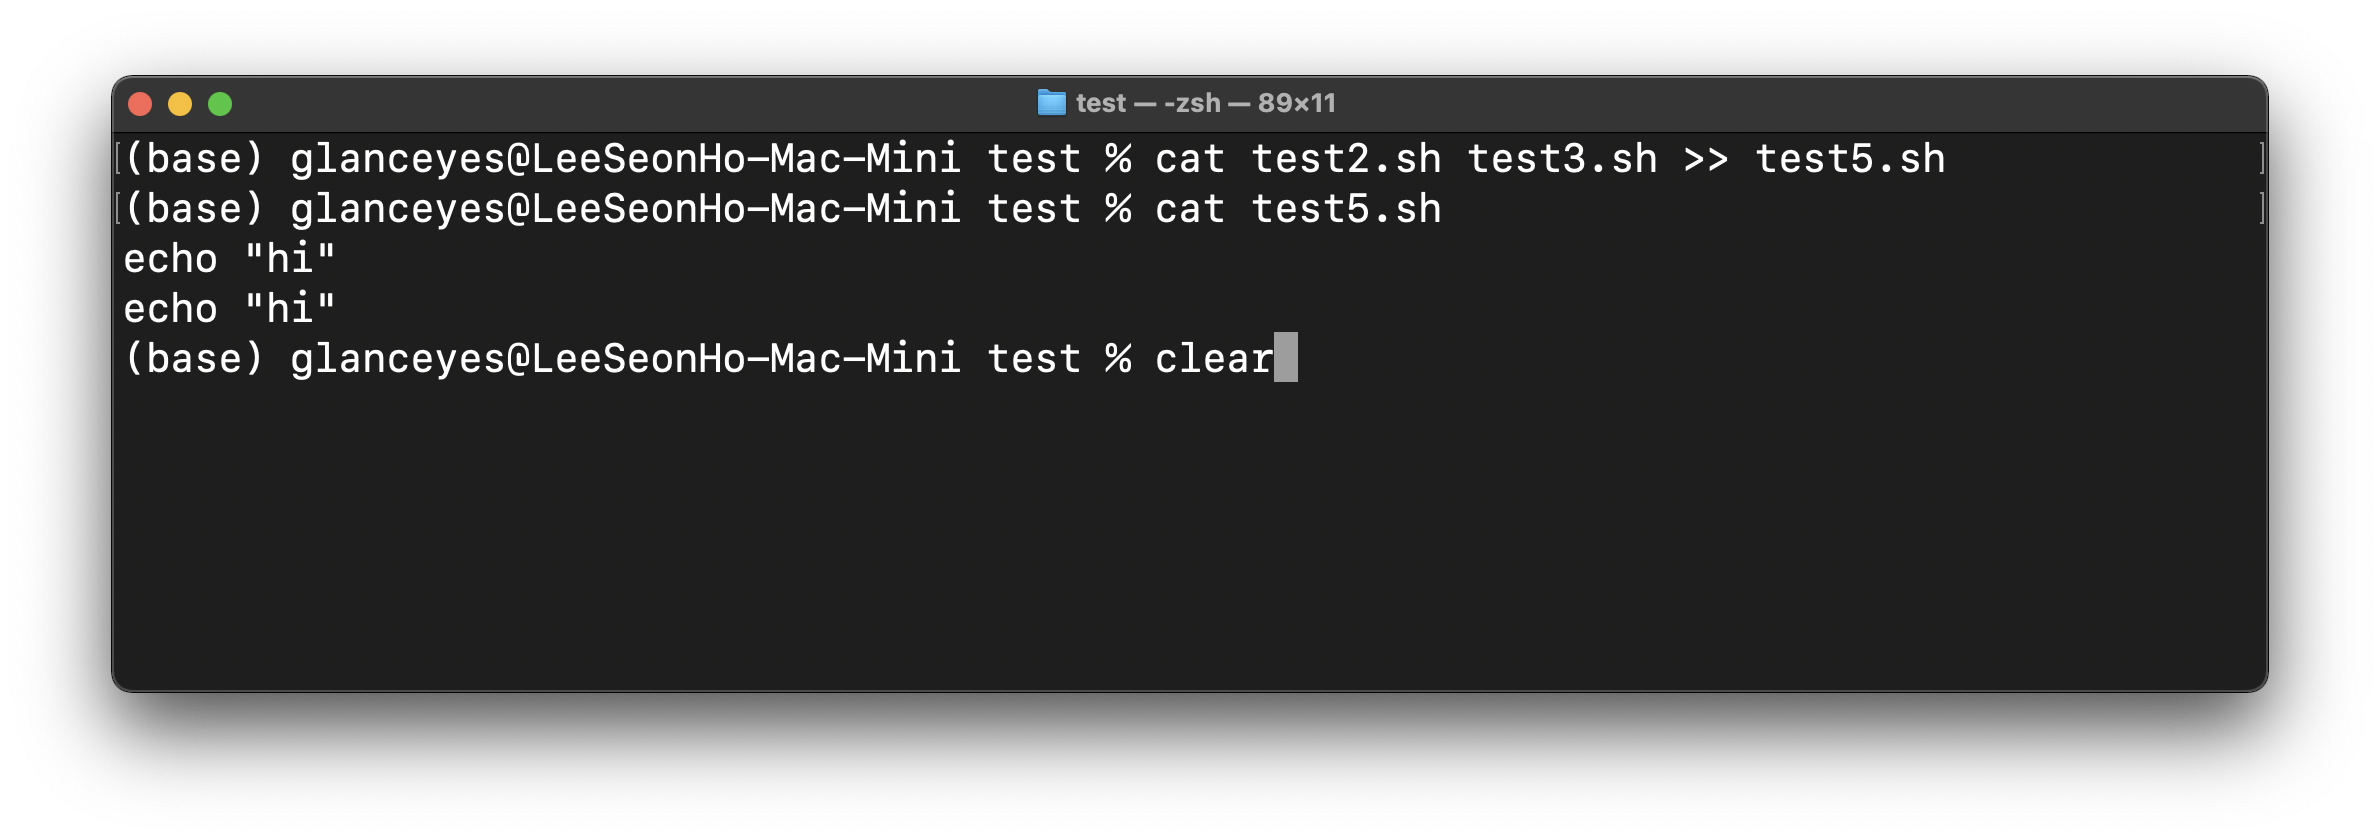 test — -zsh — 89×11
(base) glanceyes@LeeSeonHo-Mac-Mini test % cat test2.sh test3.sh >> test5.sh
(base) glanceyes@LeeSeonHo-Mac-Mini test % cat test5.sh
echo "hi"
echo "hi"
(base) glanceyes@LeeSeonHo-Mac-Mini test % clear